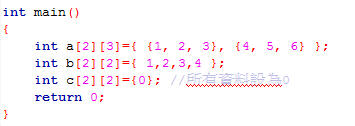 int main()
{
int a[2][3]={ {1, 2, 3}, {4, 5, 6} };
int b[2][2]={ 1,2,3,4 };
int c[2][2]={0}; //所有資料設為0
return 0;
}